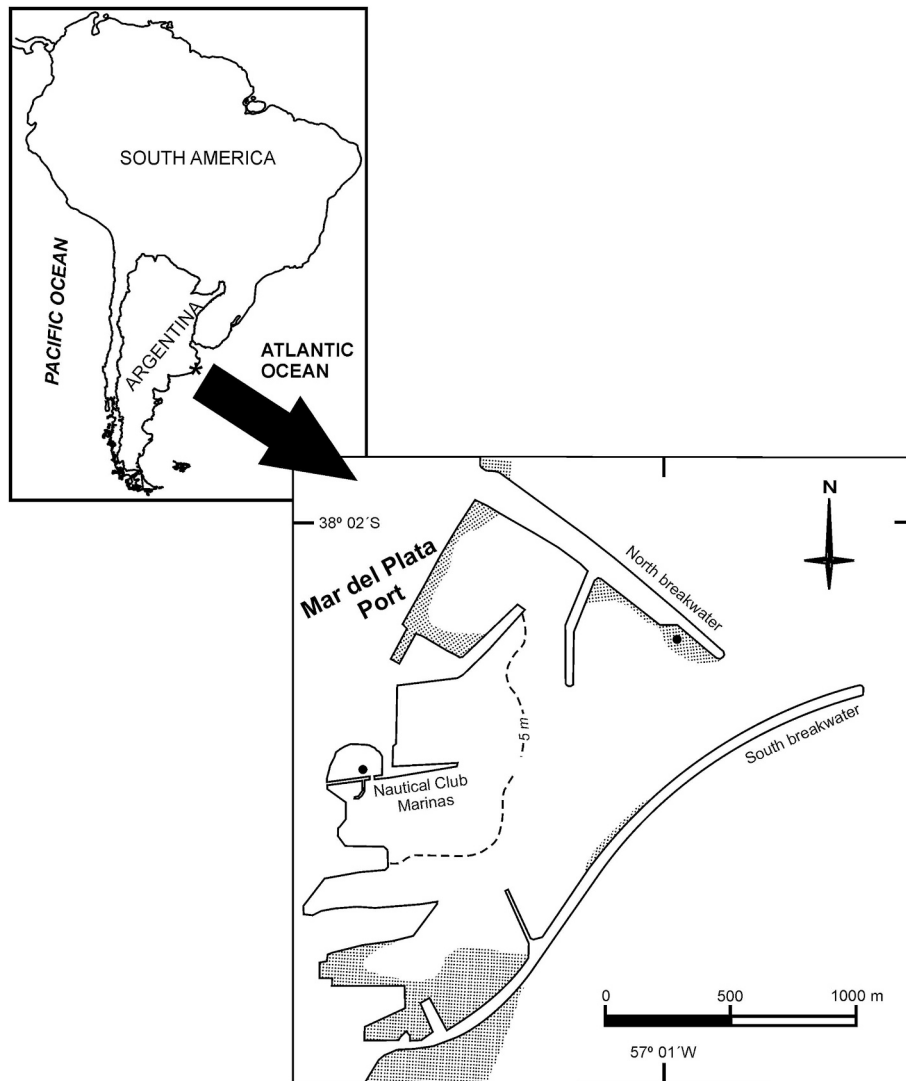 SOUTH AMERICA
PACIFIC OCEAN
ARGENTINA
ATLANTIC
OCEAN
38º 02´S
N
Mar del Plata
Port
North breakwater
South breakwater
5 m
Nautical Club
Marinas
0 500 1000 m
57º 01´W